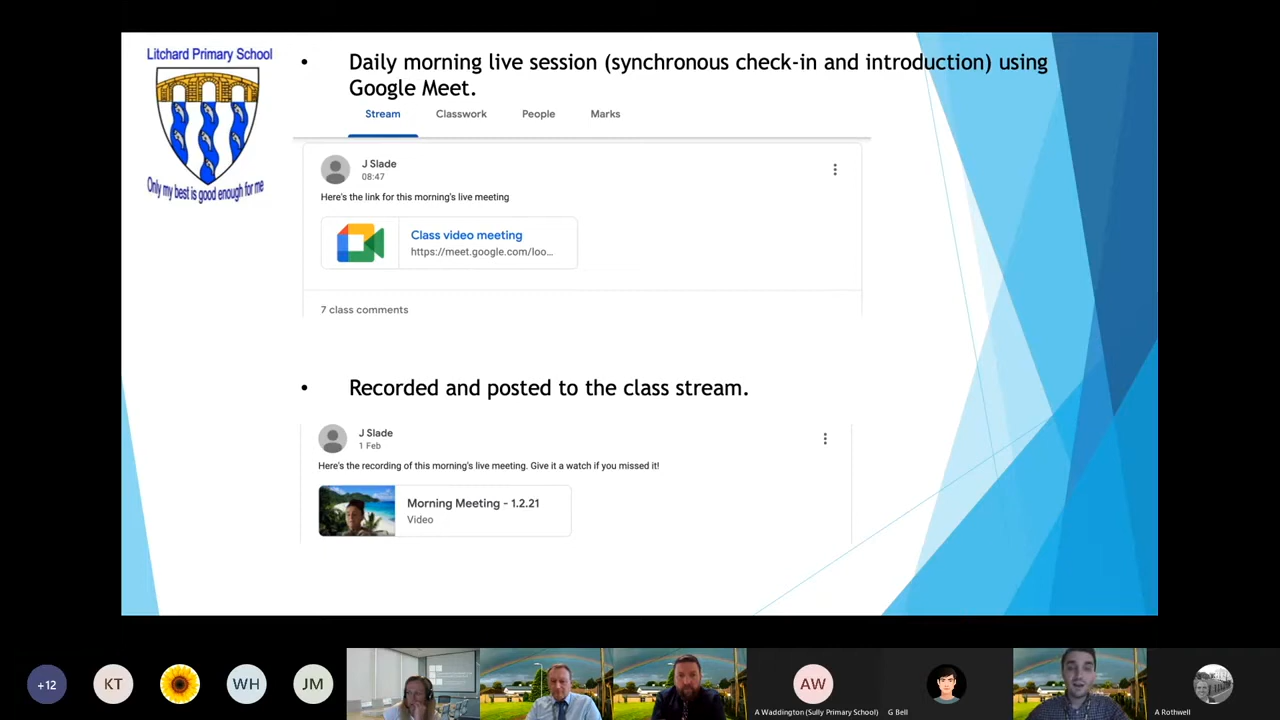 Litchard Primary School
Only my best is good enough for me
• Daily morning live session (synchronous check-in and introduction) using
Google Meet.
Stream Classwork People Marks
J Slade
08:47
Here's the link for this morning's live meeting
Class video meeting
https://meet.google.com/loo...
7 class comments
• Recorded and posted to the class stream.
J Slade
1 Feb
Here's the recording of this morning's live meeting. Give it a watch if you missed it!
Morning Meeting - 1.2.21
Video
+12 KT WH JM AW
A Waddington (Sully Primary School) G Bell A Rothwell